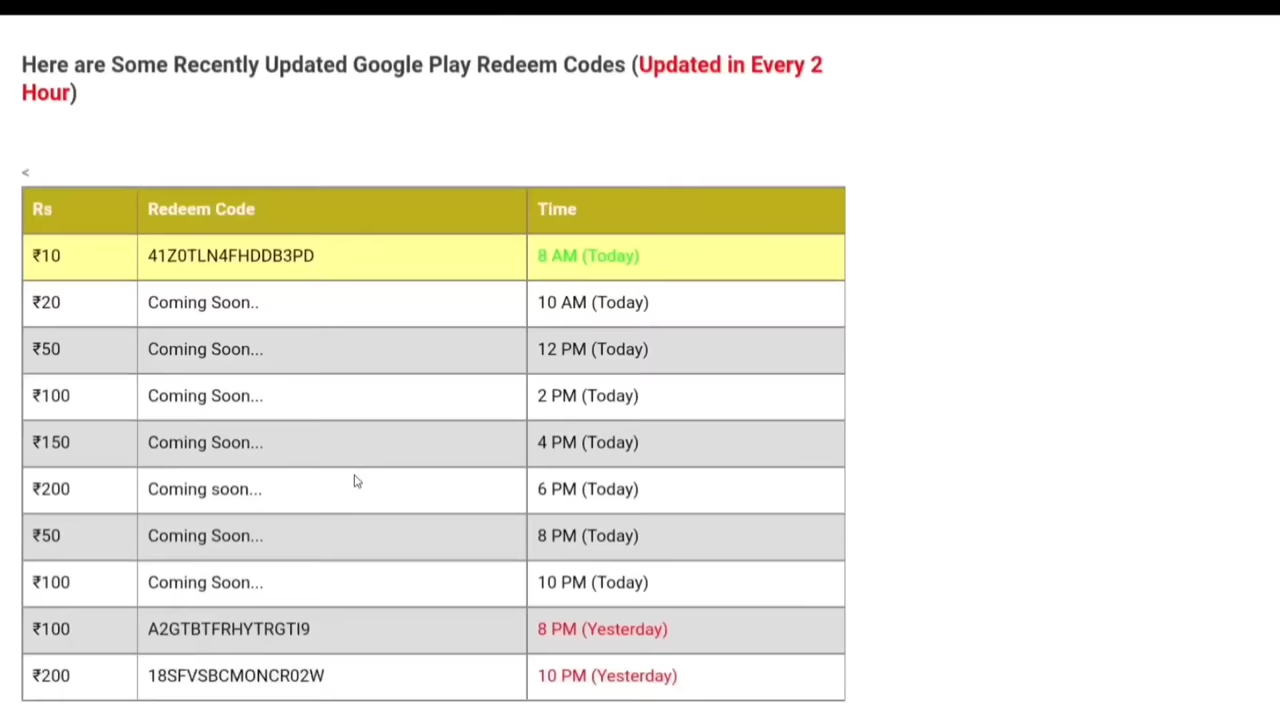 Here are Some Recently Updated Google Play Redeem Codes (Updated in Every 2
Hour)
<
Rs Redeem Code Time
₹10 41Z0TLN4FHDDB3PD 8 AM (Today)
₹20 Coming Soon.. 10 AM (Today)
₹50 Coming Soon... 12 PM (Today)
₹100 Coming Soon... 2 PM (Today)
₹150 Coming Soon... 4 PM (Today)
₹200 Coming soon... 6 PM (Today)
₹50 Coming Soon... 8 PM (Today)
₹100 Coming Soon... 10 PM (Today)
₹100 A2GTBTFRHYTRGTI9 8 PM (Yesterday)
₹200 18SFVSBCMONCR02W 10 PM (Yesterday)